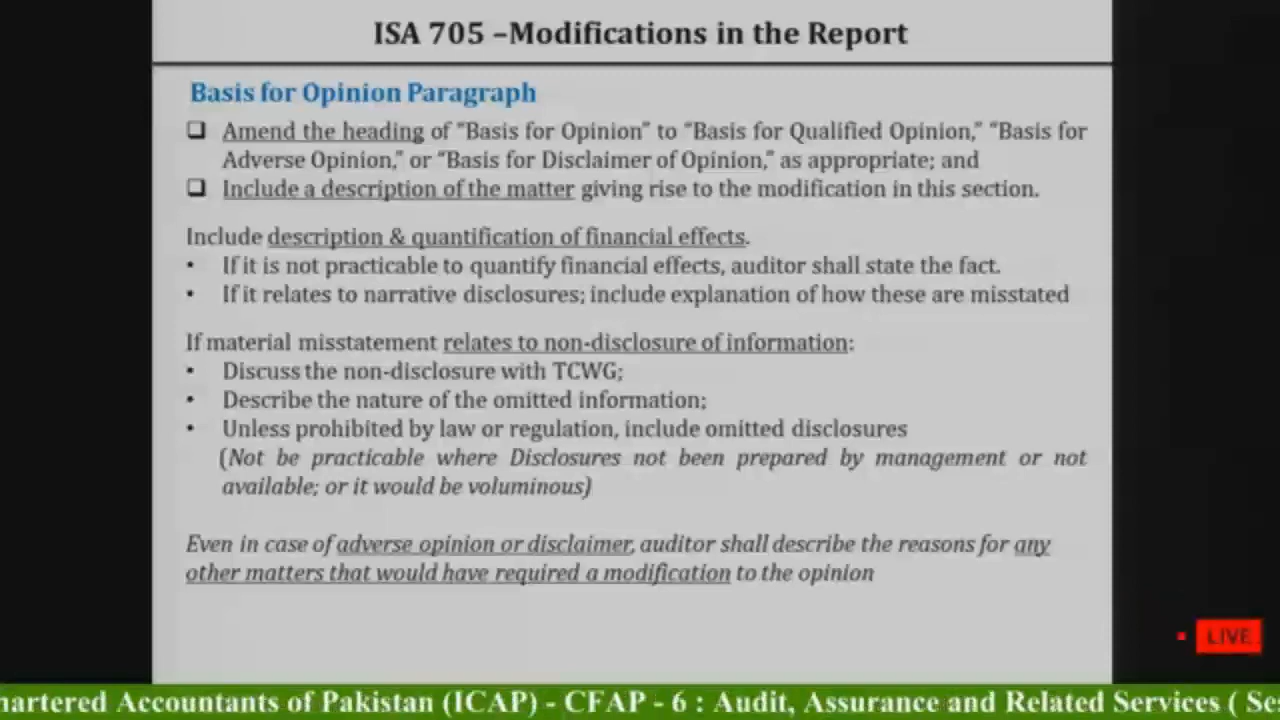 ISA 705 –Modifications in the Report
Basis for Opinion Paragraph
❑ Amend the heading of “Basis for Opinion” to “Basis for Qualified Opinion,” “Basis for
Adverse Opinion,” or “Basis for Disclaimer of Opinion,” as appropriate; and
❑ Include a description of the matter giving rise to the modification in this section.
Include description & quantification of financial effects.
• If it is not practicable to quantify financial effects, auditor shall state the fact.
• If it relates to narrative disclosures; include explanation of how these are misstated
If material misstatement relates to non-disclosure of information:
• Discuss the non-disclosure with TCWG;
• Describe the nature of the omitted information;
• Unless prohibited by law or regulation, include omitted disclosures
(Not be practicable where Disclosures not been prepared by management or not
available; or it would be voluminous)
Even in case of adverse opinion or disclaimer, auditor shall describe the reasons for any
other matters that would have required a modification to the opinion
LIVE
hartered Accountants of Pakistan (ICAP) - CFAP - 6 : Audit, Assurance and Related Services ( Se